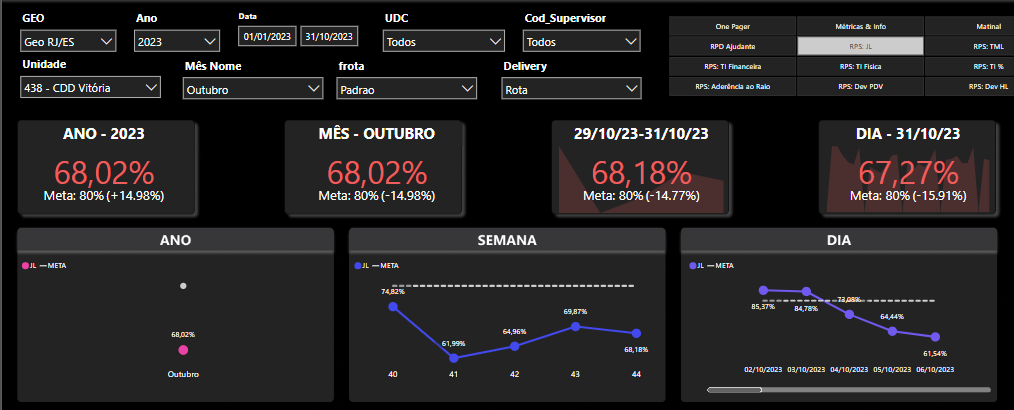 GEO
Ano
Data
UDC
Cod_Supervisor
Geo RJ/ES
2023
01/01/2023
31/10/2023
Todos
Todos
Unidade
Mês Nome
frota
Delivery
438 - CDD Vitória
Outubro
Padrao
Rota
One Pager
Métricas & Info
Matinal
RPD Ajudante
RPS: JL
RPS: TML
RPS: TI Financeira
RPS: TI Fisica
RPS: TI %
RPS: Aderência ao Raio
RPS: Dev PDV
RPS: Dev HL
ANO - 2023
68,02%
Meta: 80% (+14.98%)
MÊS - OUTUBRO
68,02%
Meta: 80% (-14.98%)
29/10/23-31/10/23
68,18%
Meta: 80% (-14.77%)
DIA - 31/10/23
67,27%
Meta: 80% (-15.91%)
ANO
JL
META
68,02%
Outubro
SEMANA
JL
META
74,82%
61,99%
64,96%
69,87%
68,18%
40
41
42
43
44
DIA
JL
META
85,37%
84,78%
73,08%
64,44%
61,54%
02/10/2023
03/10/2023
04/10/2023
05/10/2023
06/10/2023